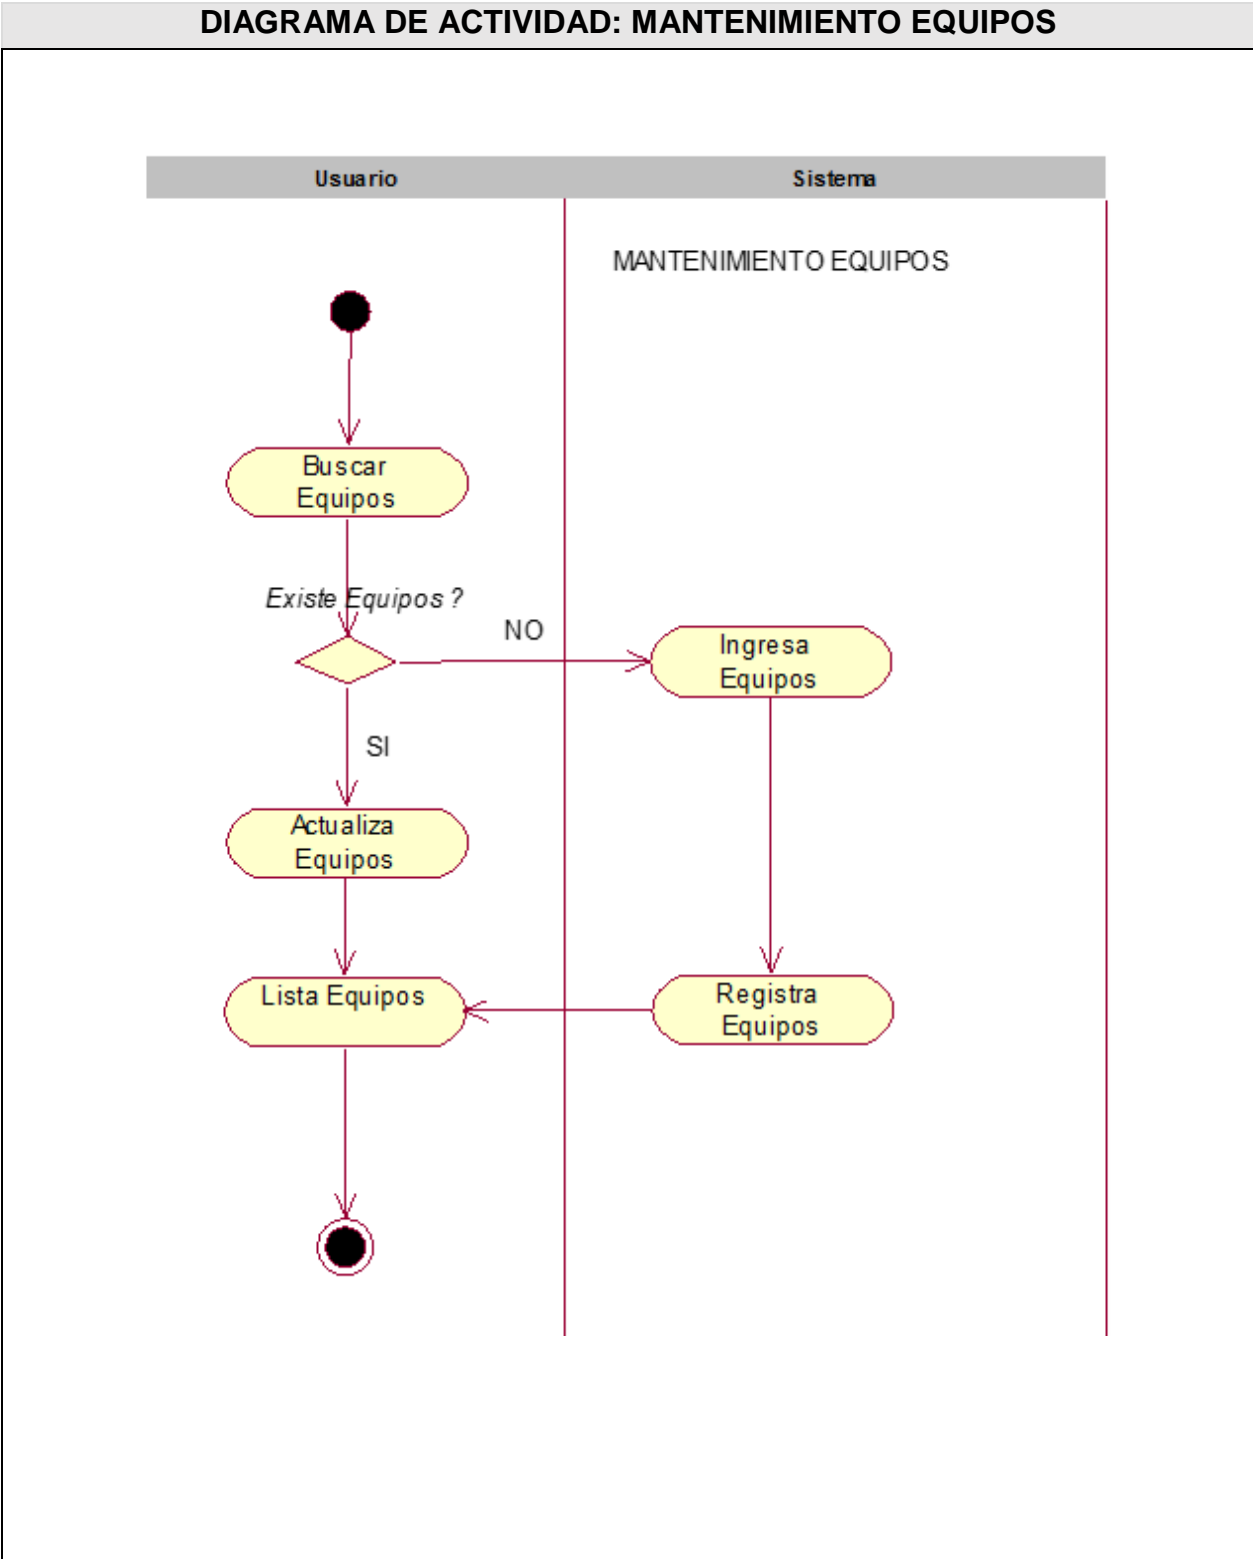 DIAGRAMA DE ACTIVIDAD: MANTENIMIENTO EQUIPOS
Usuario
Sistema
MANTENIMIENTO EQUIPOS
Buscar
Equipos
Existe Equipos ?
NO
Ingresa
Equipos
SI
Actualiza
Equipos
Lista Equipos
Registra
Equipos